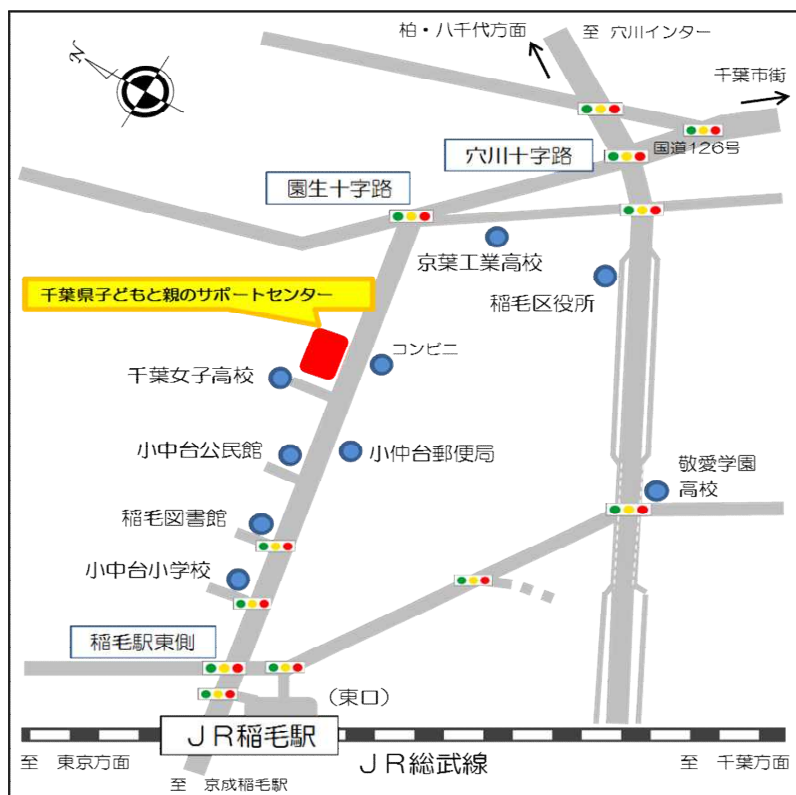 柏・八千代方面
至 穴川インター
千葉市街
N
国道126号
穴川十字路
園生十字路
京葉工業高校
稲毛区役所
千葉県子どもと親のサポートセンター
コンビニ
千葉女子高校
小中台公民館
小仲台郵便局
敬愛学園
高校
稲毛図書館
小中台小学校
稲毛駅東側
(東口)
JR稲毛駅
至 東京方面
JR総武線
至 千葉方面
至 京成稲毛駅